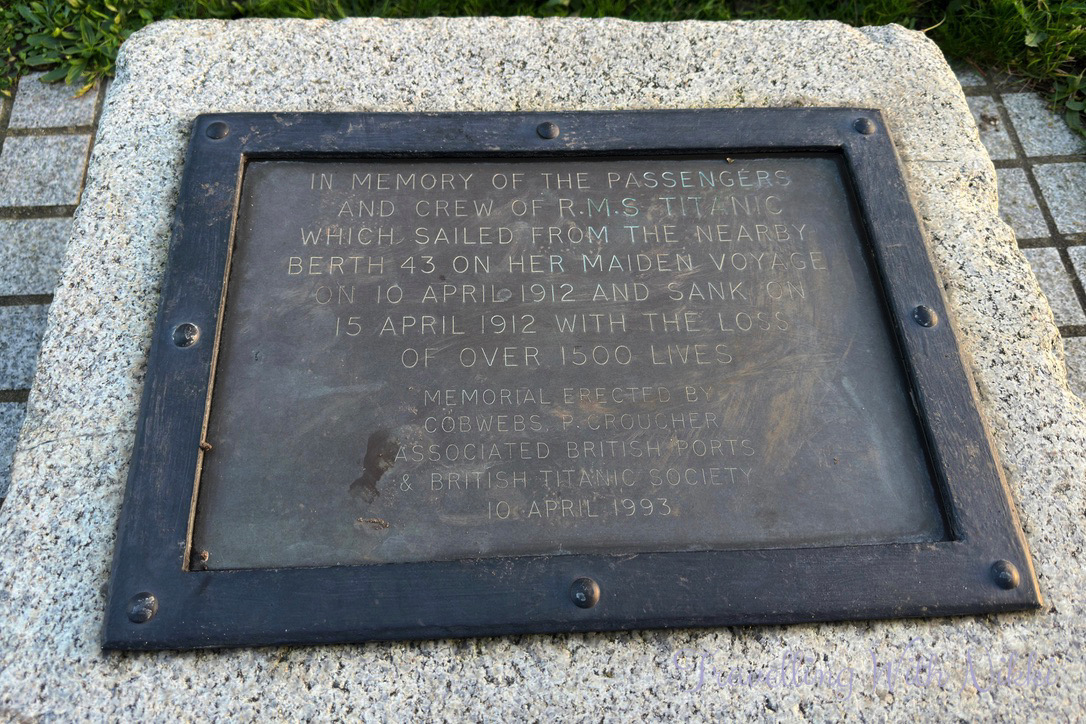 IN MEMORY OF THE PASSENGERS
AND CREW OF R.M.S TITANIC
WHICH SAILED FROM THE NEARBY
BERTH 43 ON HER MAIDEN VOYAGE
ON 10 APRIL 1912 AND SANK ON
15 APRIL 1912 WITH THE LOSS
OF OVER 1500 LIVES
MEMORIAL ERECTED BY
COBWEBS, P. CROUCHER
ASSOCIATED BRITISH PORTS
& BRITISH TITANIC SOCIETY
10 APRIL 1993
Travelling With Nikki